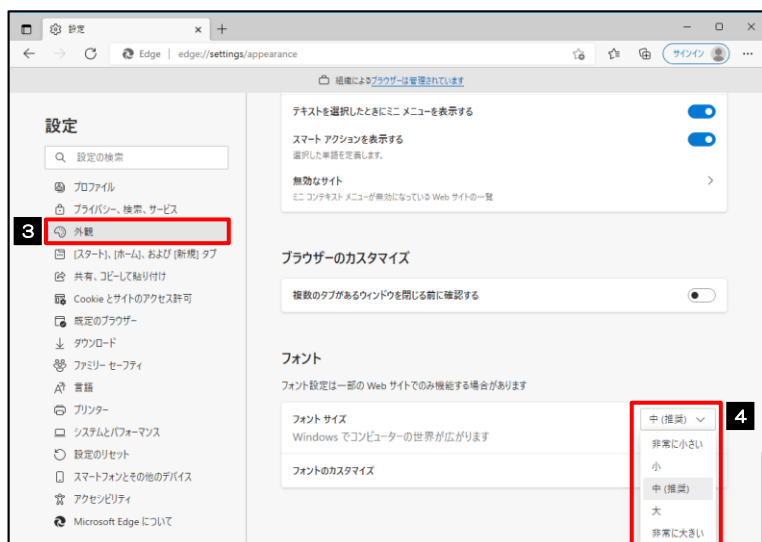 設定
Edge edge://settings/appearance サインイン
組織によるブラウザーは管理されています
設定
設定の検索
プロファイル
プライバシー、検索、サービス
3 外観
[スタート]、[ホーム]、および [新規] タブ
共有、コピーして貼り付け
Cookie とサイトのアクセス許可
既定のブラウザー
ダウンロード
ファミリー セーフティ
言語
プリンター
システムとパフォーマンス
設定のリセット
スマートフォンとその他のデバイス
アクセシビリティ
Microsoft Edge について
テキストを選択したときにミニ メニューを表示する
スマート アクションを表示する
選択した単語を定義します。
無効なサイト
ミニ コンテキスト メニューが無効になっている Web サイトの一覧
ブラウザーのカスタマイズ
複数のタブがあるウィンドウを閉じる前に確認する
フォント
フォント設定は一部の Web サイトでのみ機能する場合があります
フォント サイズ
Windows でコンピューターの世界が広がります
フォントのカスタマイズ
中 (推奨) 4
非常に小さい
小
中 (推奨)
大
非常に大きい